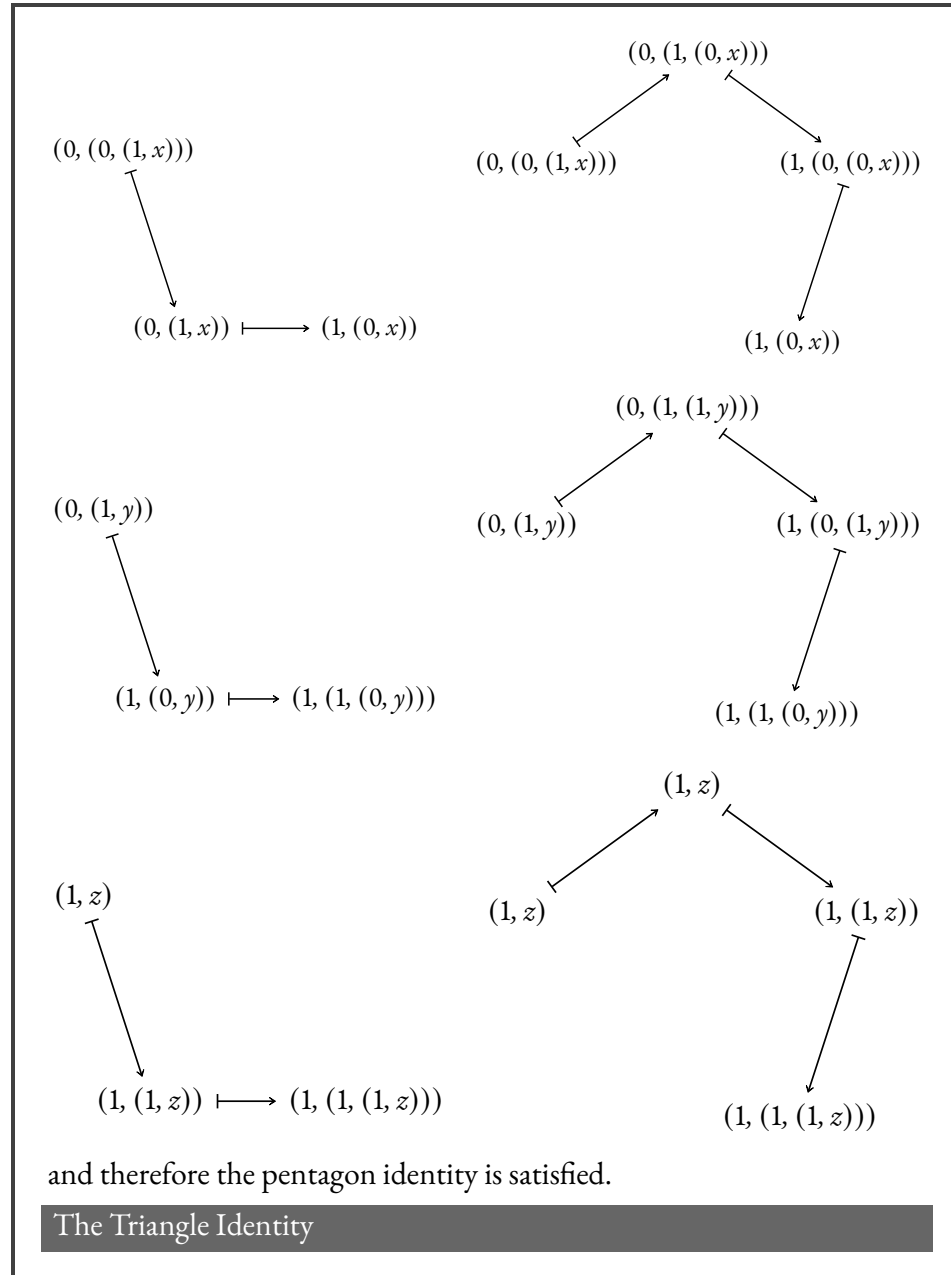 (0, (1, (0, x)))
(0, (0, (1, x)))
(0, (0, (1, x)))
(1, (0, (0, x)))
(0, (1, x))
(1, (0, x))
(1, (0, x))
(0, (1, (1, y)))
(0, (1, y))
(0, (1, y))
(1, (0, (1, y)))
(1, (0, y))
(1, (1, (0, y)))
(1, (1, (0, y)))
(1, z)
(1, z)
(1, z)
(1, (1, z))
(1, (1, z))
(1, (1, (1, z)))
(1, (1, (1, z)))
and therefore the pentagon identity is satisfied.
The Triangle Identity